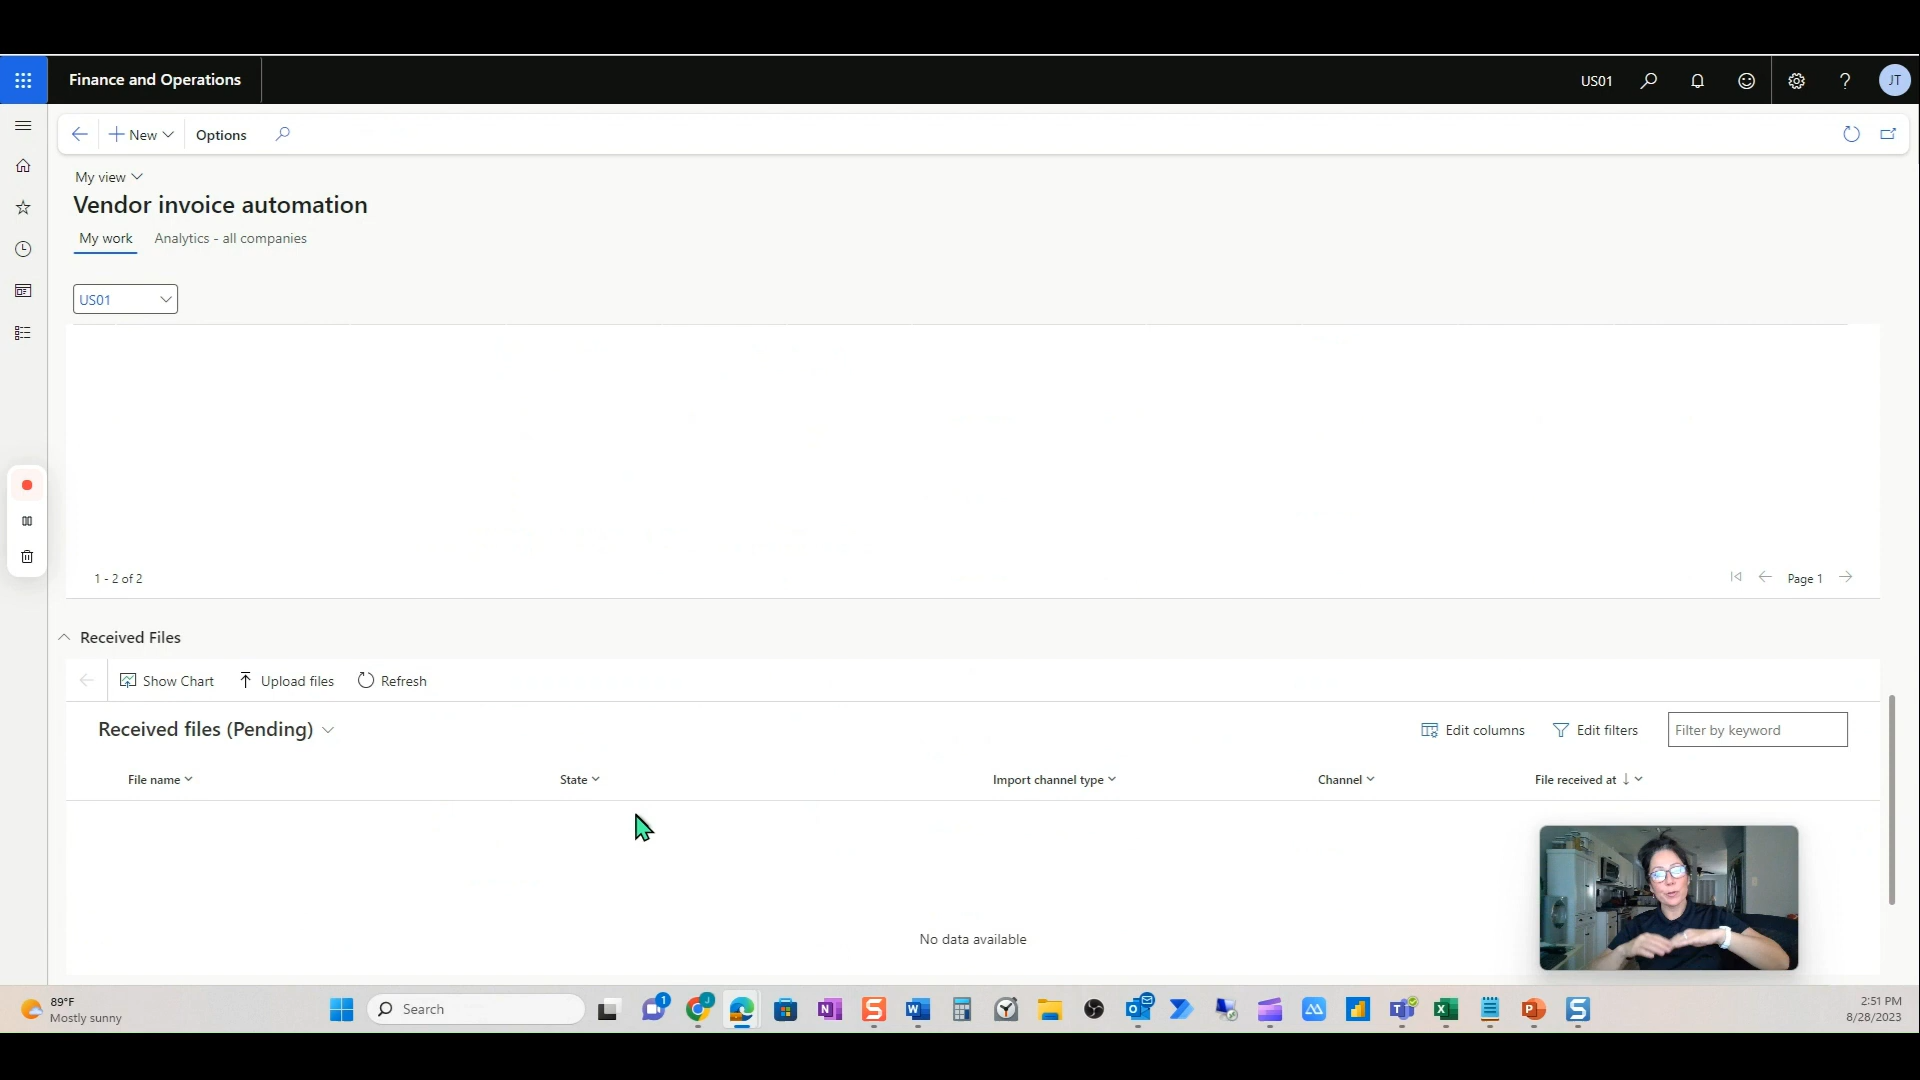 Finance and Operations
US01
?
JT
New
Options
My view
Vendor invoice automation
My work
Analytics - all companies
US01
1 - 2 of 2
Page 1
Received Files
Show Chart
Upload files
Refresh
Received files (Pending)
Edit columns
Edit filters
Filter by keyword
File name
State
Import channel type
Channel
File received at
No data available
89°F
Mostly sunny
Search
1
2:51 PM
8/28/2023